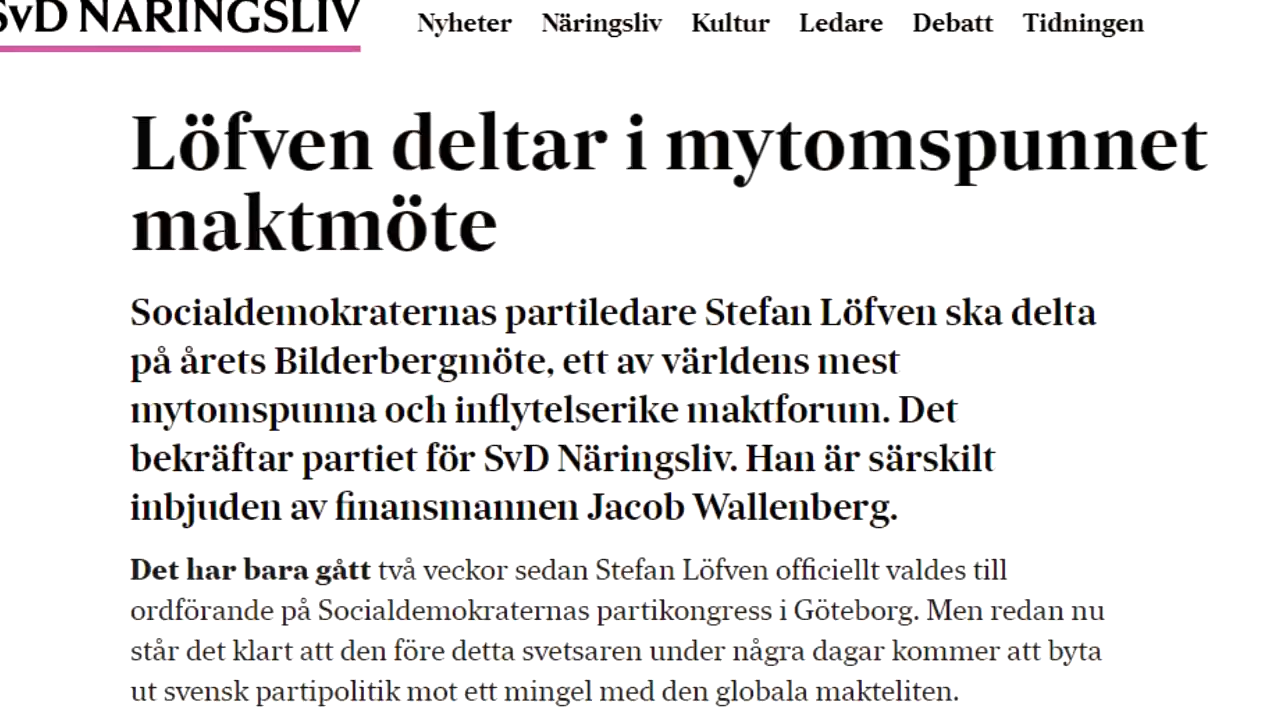 SvD NÄRINGSLIV
Nyheter Näringsliv Kultur Ledare Debatt Tidningen
Löfven deltar i mytomspunnet
maktmöte
Socialdemokraternas partiledare Stefan Löfven ska delta
på årets Bilderbergmöte, ett av världens mest
mytomspunna och inflytelserike maktforum. Det
bekräftar partiet för SvD Näringsliv. Han är särskilt
inbjuden av finansmannen Jacob Wallenberg.
Det har bara gått två veckor sedan Stefan Löfven officiellt valdes till
ordförande på Socialdemokraternas partikongress i Göteborg. Men redan nu
står det klart att den före detta svetsaren under några dagar kommer att byta
ut svensk partipolitik mot ett mingel med den globala makteliten.